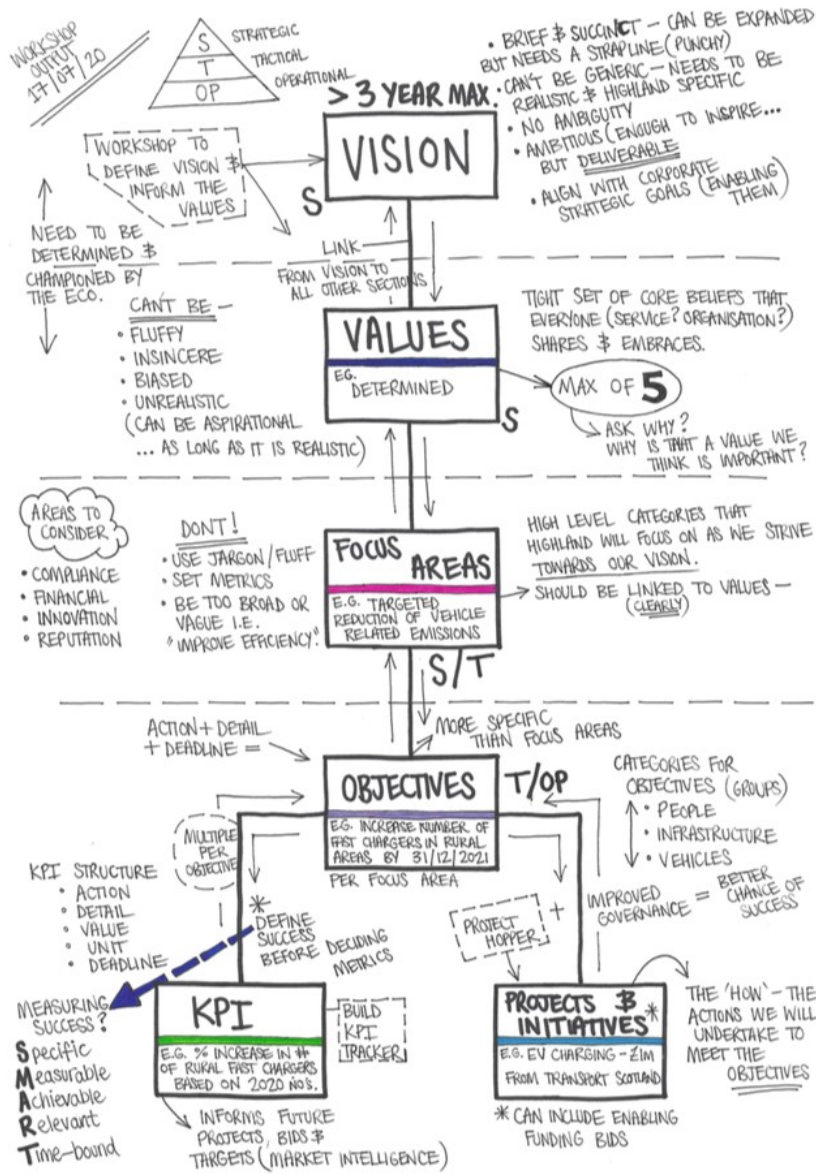 WORKSHOP
OUTPUT
17/07/20
S STRATEGIC
T TACTICAL
OP OPERATIONAL
> 3 YEAR MAX.
VISION
S
• BRIEF & SUCCINCT – CAN BE EXPANDED
BUT NEEDS A STRAPLINE (PUNCHY)
• CAN'T BE GENERIC – NEEDS TO BE
REALISTIC & HIGHLAND SPECIFIC
• NO AMBIGUITY
• AMBITIOUS (ENOUGH TO INSPIRE...
BUT DELIVERABLE
• ALIGN WITH CORPORATE
STRATEGIC GOALS (ENABLING
THEM)
WORKSHOP TO
DEFINE VISION &
INFORM THE
VALUES
NEED TO BE
DETERMINED &
CHAMPIONED BY
THE ECO.
LINK
FROM VISION TO
ALL OTHER SECTIONS
CAN'T BE –
• FLUFFY
• INSINCERE
• BIASED
• UNREALISTIC
(CAN BE ASPIRATIONAL
... AS LONG AS IT IS REALISTIC)
VALUES
EG.
DETERMINED
S
TIGHT SET OF CORE BELIEFS THAT
EVERYONE (SERVICE? ORGANISATION?)
SHARES & EMBRACES.
MAX OF 5
ASK WHY?
WHY IS THAT A VALUE WE
THINK IS IMPORTANT?
AREAS TO
CONSIDER
• COMPLIANCE
• FINANCIAL
• INNOVATION
• REPUTATION
DONT!
• USE JARGON/FLUFF
• SET METRICS
• BE TOO BROAD OR
VAGUE I.E.
"IMPROVE EFFICIENCY"
FOCUS
AREAS
E.G. TARGETED
REDUCTION OF VEHICLE
RELATED EMISSIONS
S/T
HIGH LEVEL CATEGORIES THAT
HIGHLAND WILL FOCUS ON AS WE STRIVE
TOWARDS OUR VISION.
SHOULD BE LINKED TO VALUES –
(CLEARLY)
ACTION + DETAIL
+ DEADLINE =
MORE SPECIFIC
THAN FOCUS AREAS
OBJECTIVES
E.G. INCREASE NUMBER OF
FAST CHARGERS IN RURAL
AREAS BY 31/12/2021
PER FOCUS AREA
T/OP
CATEGORIES FOR
OBJECTIVES (GROUPS)
• PEOPLE
• INFRASTRUCTURE
• VEHICLES
MULTIPLE
PER
OBJECTIVE
KPI STRUCTURE
• ACTION
• DETAIL
• VALUE
• UNIT
• DEADLINE
*
DEFINE
SUCCESS
BEFORE DECIDING
METRICS
PROJECT
HOPPER
+
IMPROVED
GOVERNANCE = BETTER
CHANCE OF
SUCCESS
MEASURING
SUCCESS?
Specific
Measurable
Achievable
Relevant
Time-bound
KPI
E.G. % INCREASE IN #
OF RURAL FAST CHARGERS
BASED ON 2020 NOS.
BUILD
KPI
TRACKER
INFORMS FUTURE
PROJECTS, BIDS &
TARGETS (MARKET INTELLIGENCE)
PROJECTS &
INITIATIVES*
E.G. EV CHARGING – £1M
FROM TRANSPORT SCOTLAND
* CAN INCLUDE ENABLING
FUNDING BIDS
THE 'HOW' – THE
ACTIONS WE WILL
UNDERTAKE TO
MEET THE
OBJECTIVES